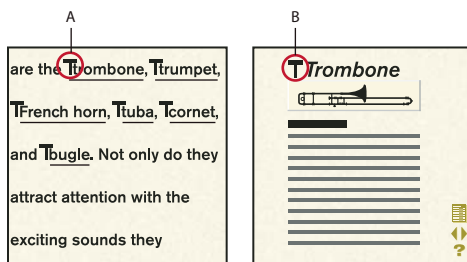 A
B
are the Ttrombone, Ttrumpet,
TFrench horn, Ttuba, Tcornet,
and Tbugle. Not only do they
attract attention with the
exciting sounds they
T Trombone
?